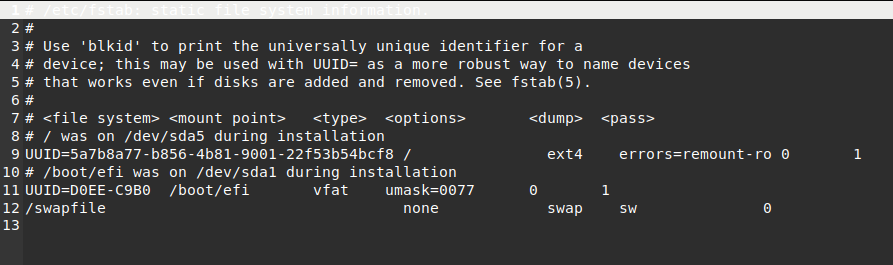 1 # /etc/fstab: static file system information.
2 #
3 # Use 'blkid' to print the universally unique identifier for a
4 # device; this may be used with UUID= as a more robust way to name devices
5 # that works even if disks are added and removed. See fstab(5).
6 #
7 # <file system> <mount point>   <type>  <options>       <dump>  <pass>
8 # / was on /dev/sda5 during installation
9 UUID=5a7b8a77-b856-4b81-9001-22f53b54bcf8 /               ext4    errors=remount-ro 0       1
10 # /boot/efi was on /dev/sda1 during installation
11 UUID=D0EE-C9B0  /boot/efi       vfat    umask=0077      0       1
12 /swapfile                                 none            swap    sw              0
13